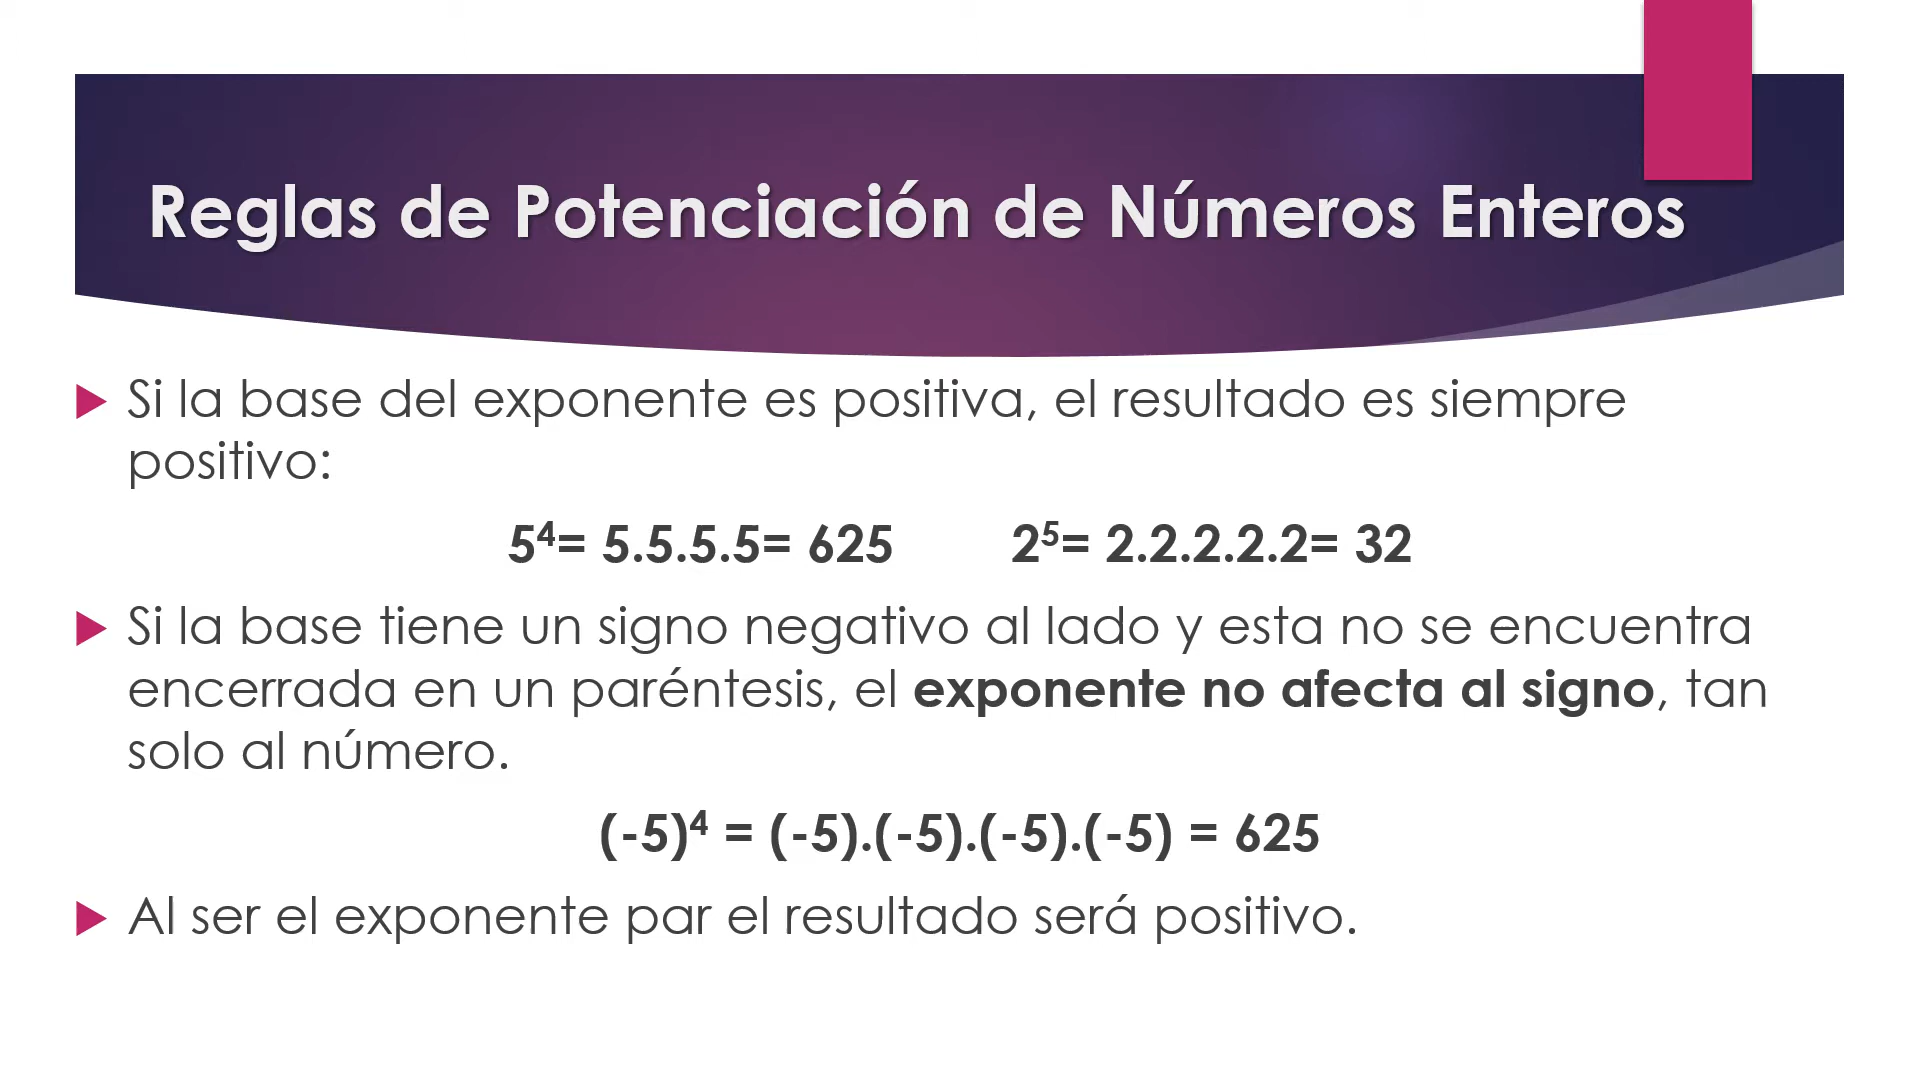 Reglas de Potenciación de Números Enteros
Si la base del exponente es positiva, el resultado es siempre
positivo:
5⁴= 5.5.5.5= 625 2⁵= 2.2.2.2.2= 32
Si la base tiene un signo negativo al lado y esta no se encuentra
encerrada en un paréntesis, el exponente no afecta al signo, tan
solo al número.
(-5)⁴ = (-5).(-5).(-5).(-5) = 625
Al ser el exponente par el resultado será positivo.